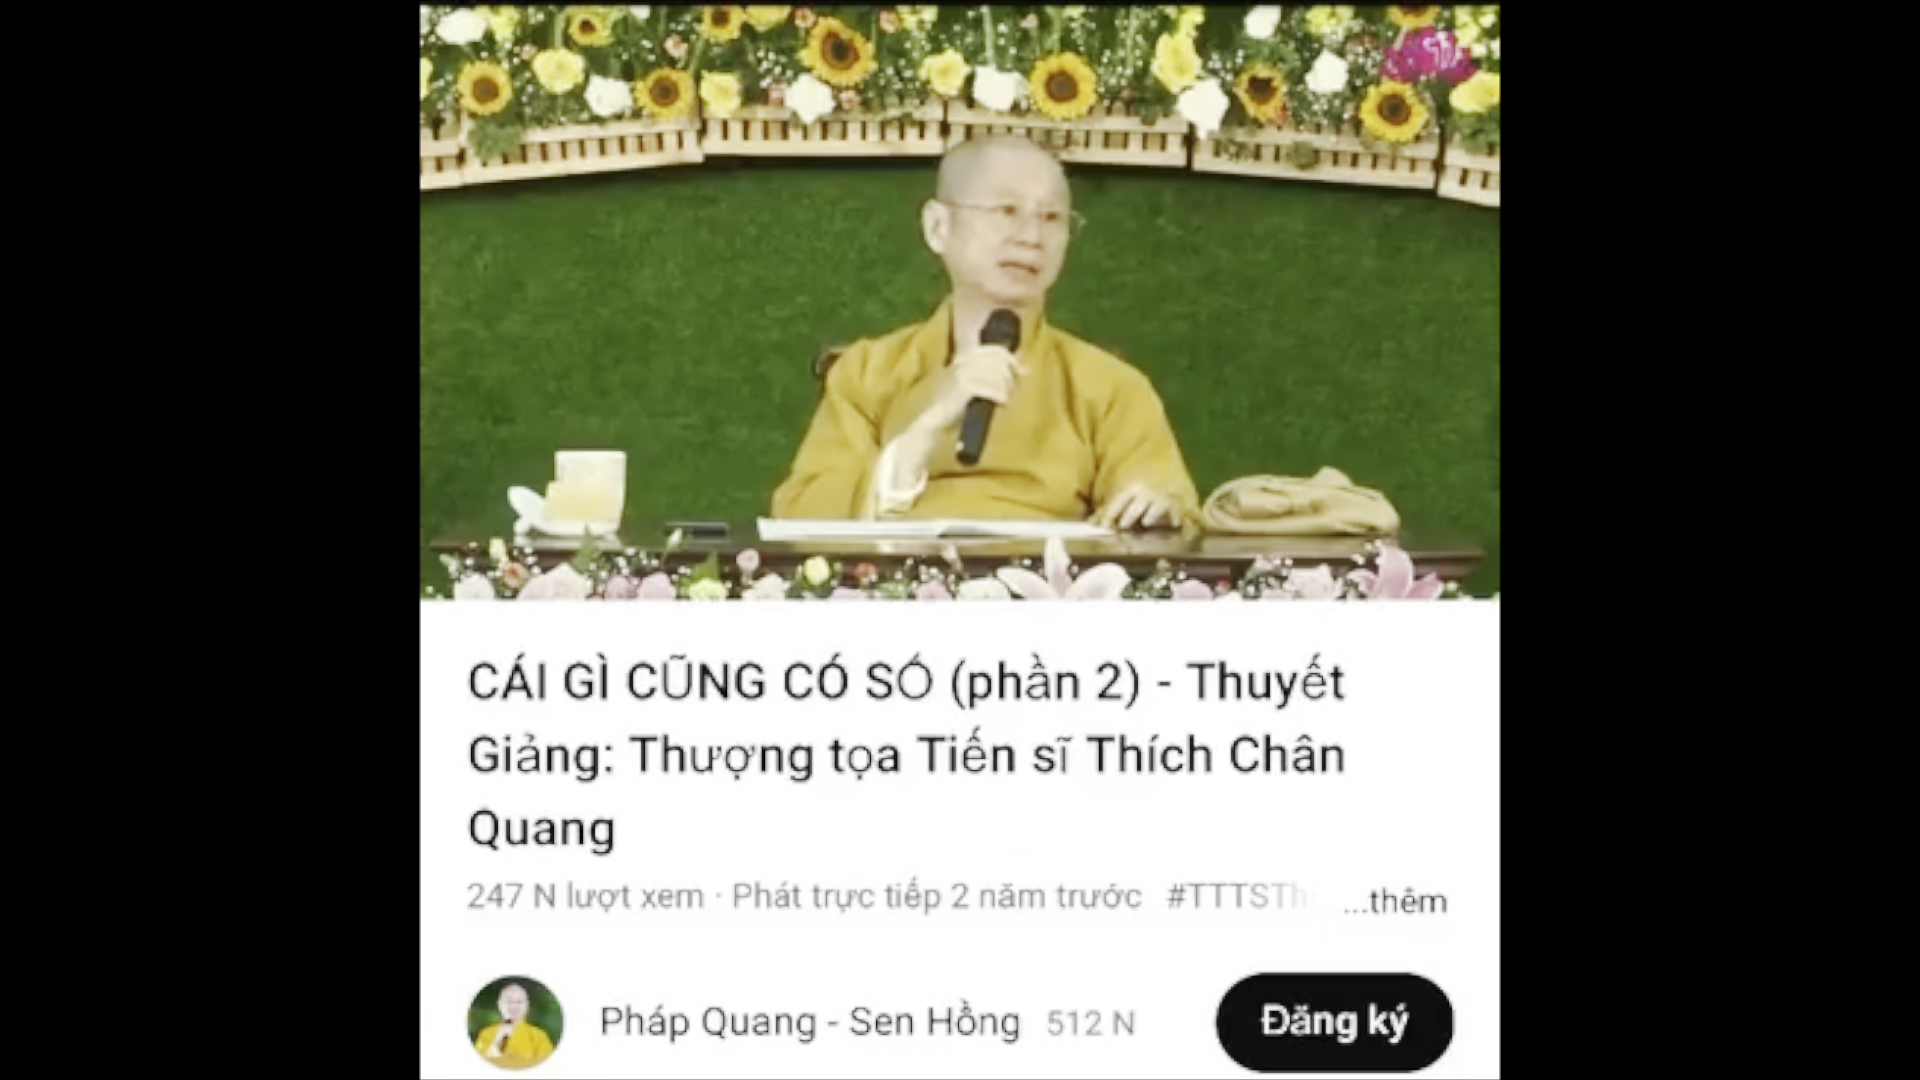 CÁI GÌ CŨNG CÓ SỐ (phần 2) - Thuyết
Giảng: Thượng tọa Tiến sĩ Thích Chân
Quang
247 N lượt xem · Phát trực tiếp 2 năm trước #TTTSTh ...thêm
Pháp Quang - Sen Hồng 512 N Đăng ký